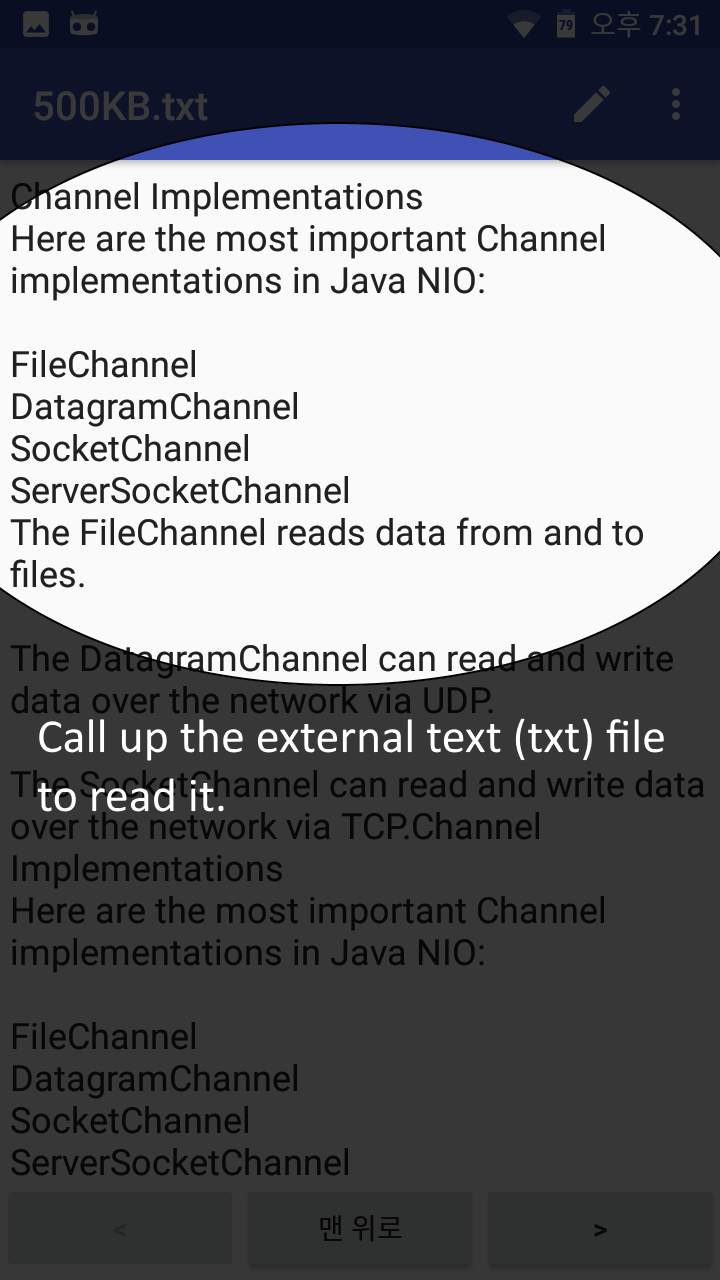 79 오후 7:31
500KB.txt
Channel Implementations
Here are the most important Channel
implementations in Java NIO:
FileChannel
DatagramChannel
SocketChannel
ServerSocketChannel
The FileChannel reads data from and to
files.
The DatagramChannel can read and write
data over the network via UDP.
Call up the external text (txt) file
to read it.
The SocketChannel can read and write data
over the network via TCP.Channel
Implementations
Here are the most important Channel
implementations in Java NIO:
FileChannel
DatagramChannel
SocketChannel
ServerSocketChannel
< 맨 위로 >